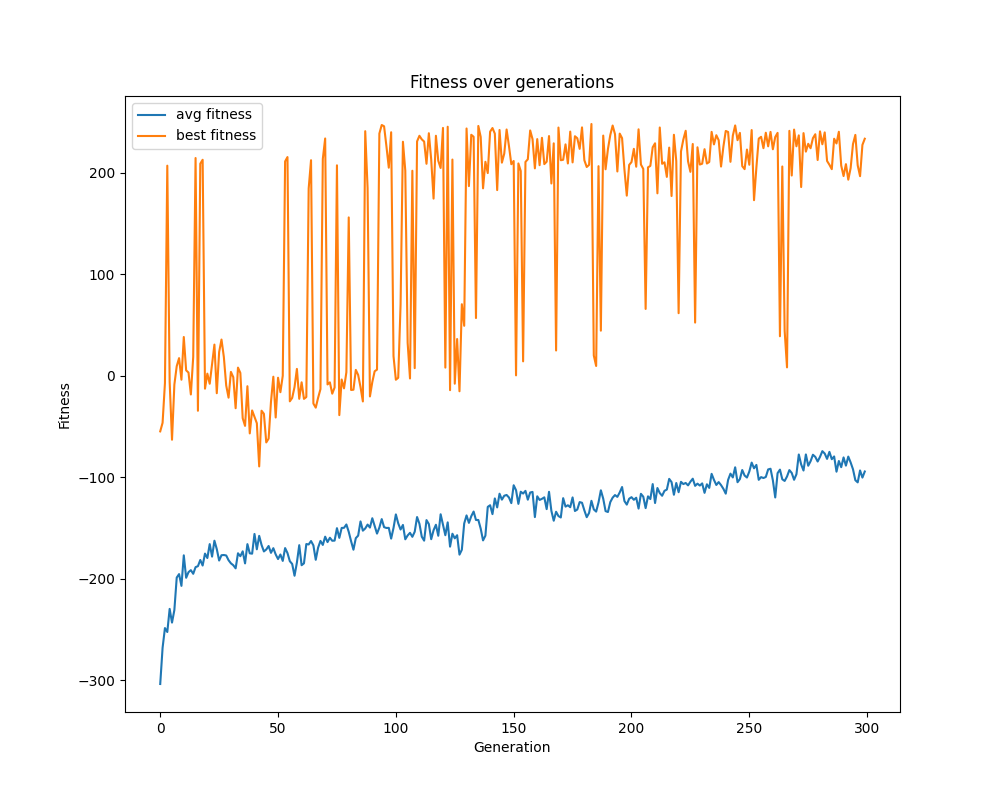 Fitness over generations
avg fitness
best fitness
200
100
0
−100
−200
−300
Fitness
0 50 100 150 200 250 300
Generation